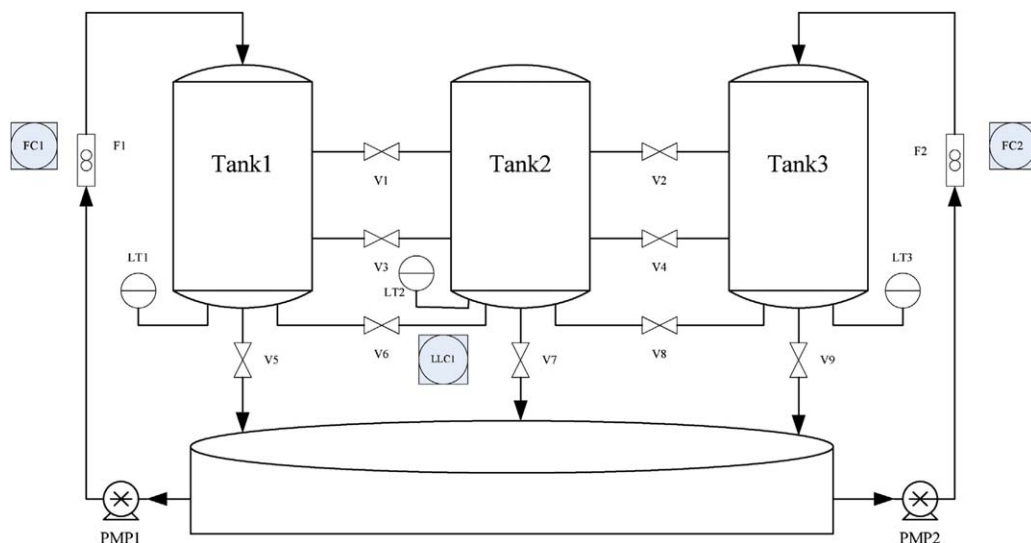 FC1
F1
Tank1
V1
Tank2
V2
Tank3
F2
FC2
LT1
V3
LT2
V4
LT3
V5
V6
LLC1
V7
V8
V9
PMP1
PMP2